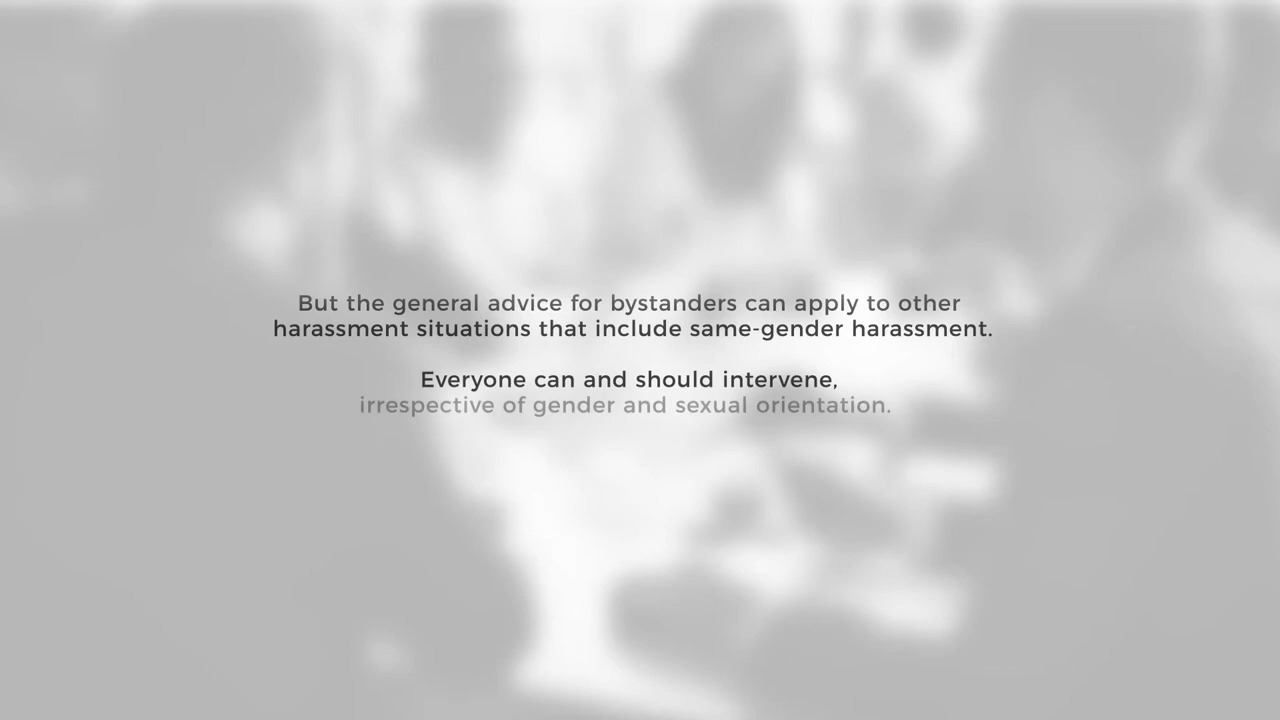 But the general advice for bystanders can apply to other
harassment situations that include same-gender harassment.
Everyone can and should intervene,
irrespective of gender and sexual orientation.